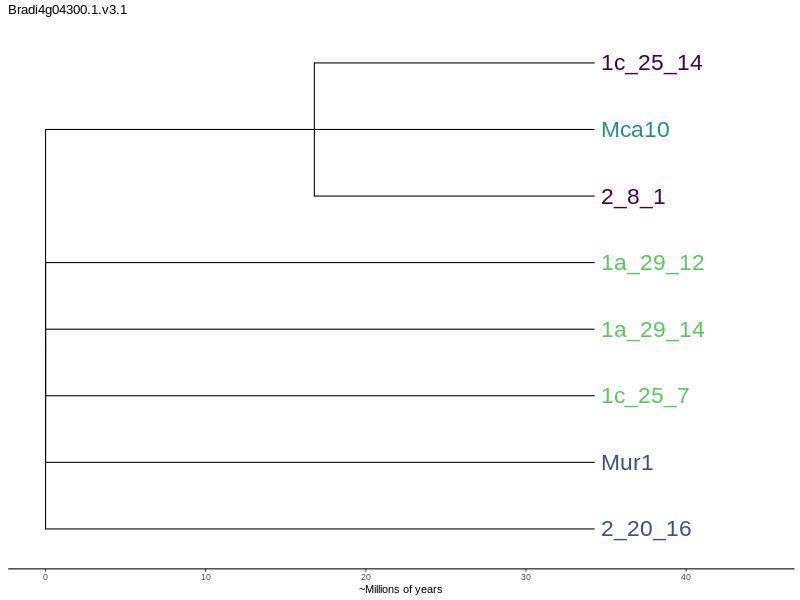 Bradi4g04300.1.v3.1
1c_25_14
Mca10
2_8_1
1a_29_12
1a_29_14
1c_25_7
Mur1
2_20_16
0 10 20 30 40
~Millions of years